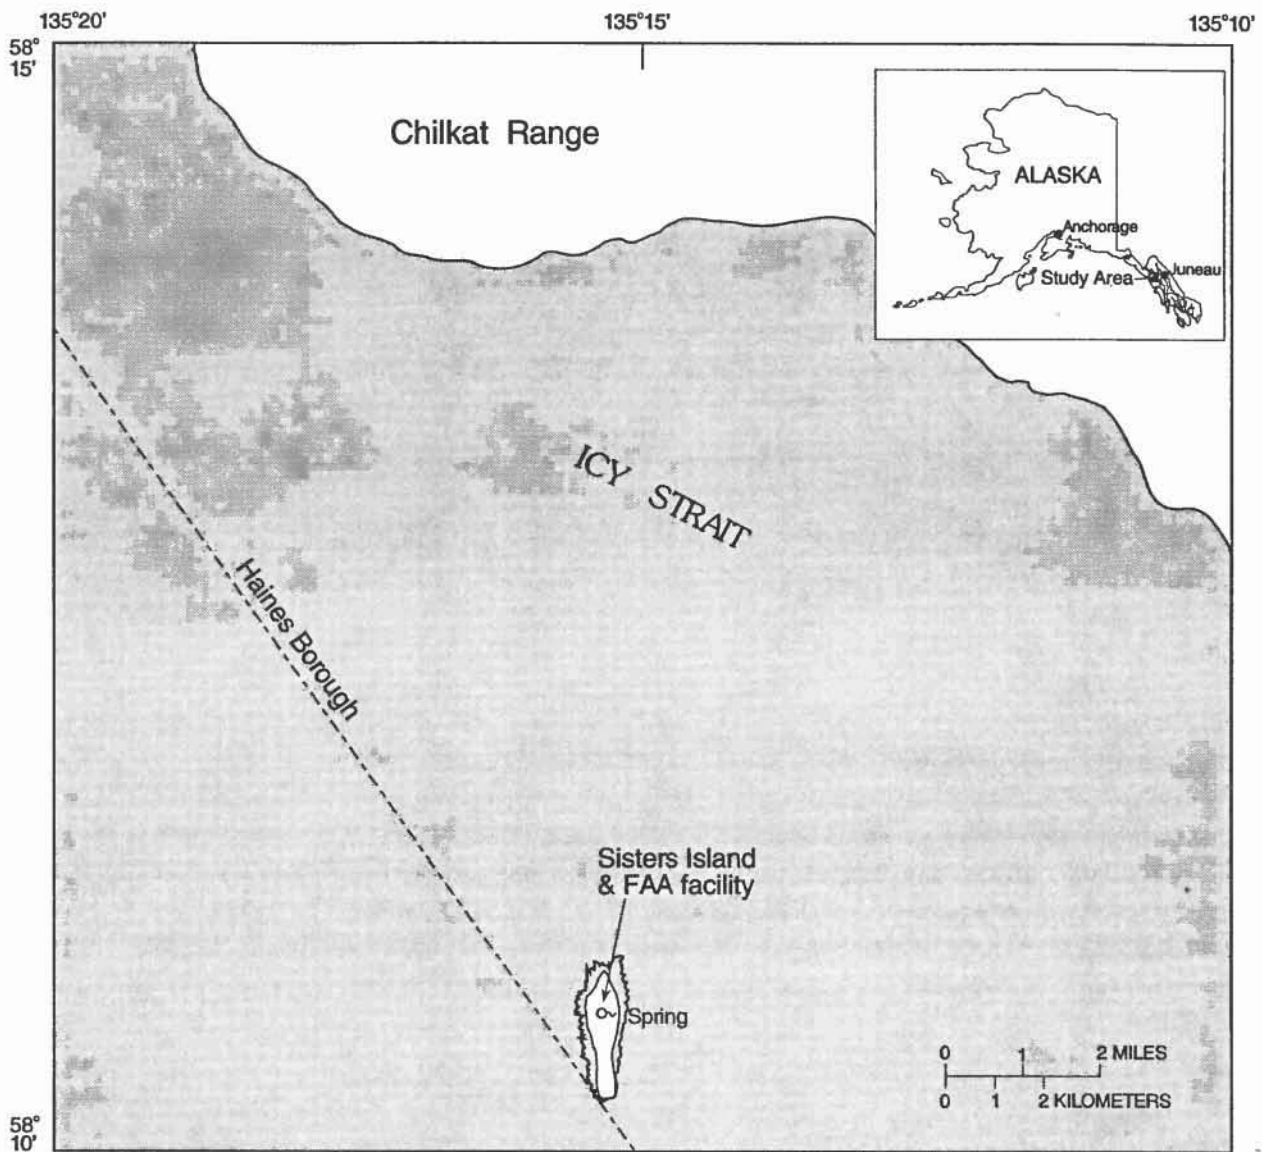 135°20'
135°15'
135°10'
58°
15'
Chilkat Range
ALASKA
Anchorage
Juneau
Study Area
ICY STRAIT
Haines Borough
Sisters Island
& FAA facility
Spring
0 1 2 MILES
0 1 2 KILOMETERS
58°
10'